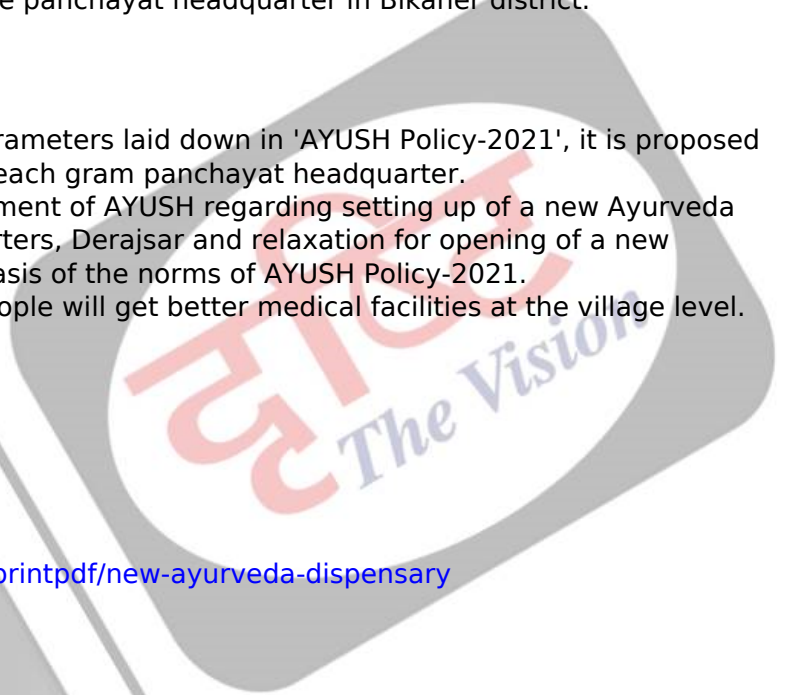 panchayat headquarter in Bikaner district.
rameters laid down in 'AYUSH Policy-2021', it is proposed
each gram panchayat headquarter.
ment of AYUSH regarding setting up of a new Ayurveda
rters, Derajsar and relaxation for opening of a new
asis of the norms of AYUSH Policy-2021.
ople will get better medical facilities at the village level.
दृष्टि
The Vision
printpdf/new-ayurveda-dispensary